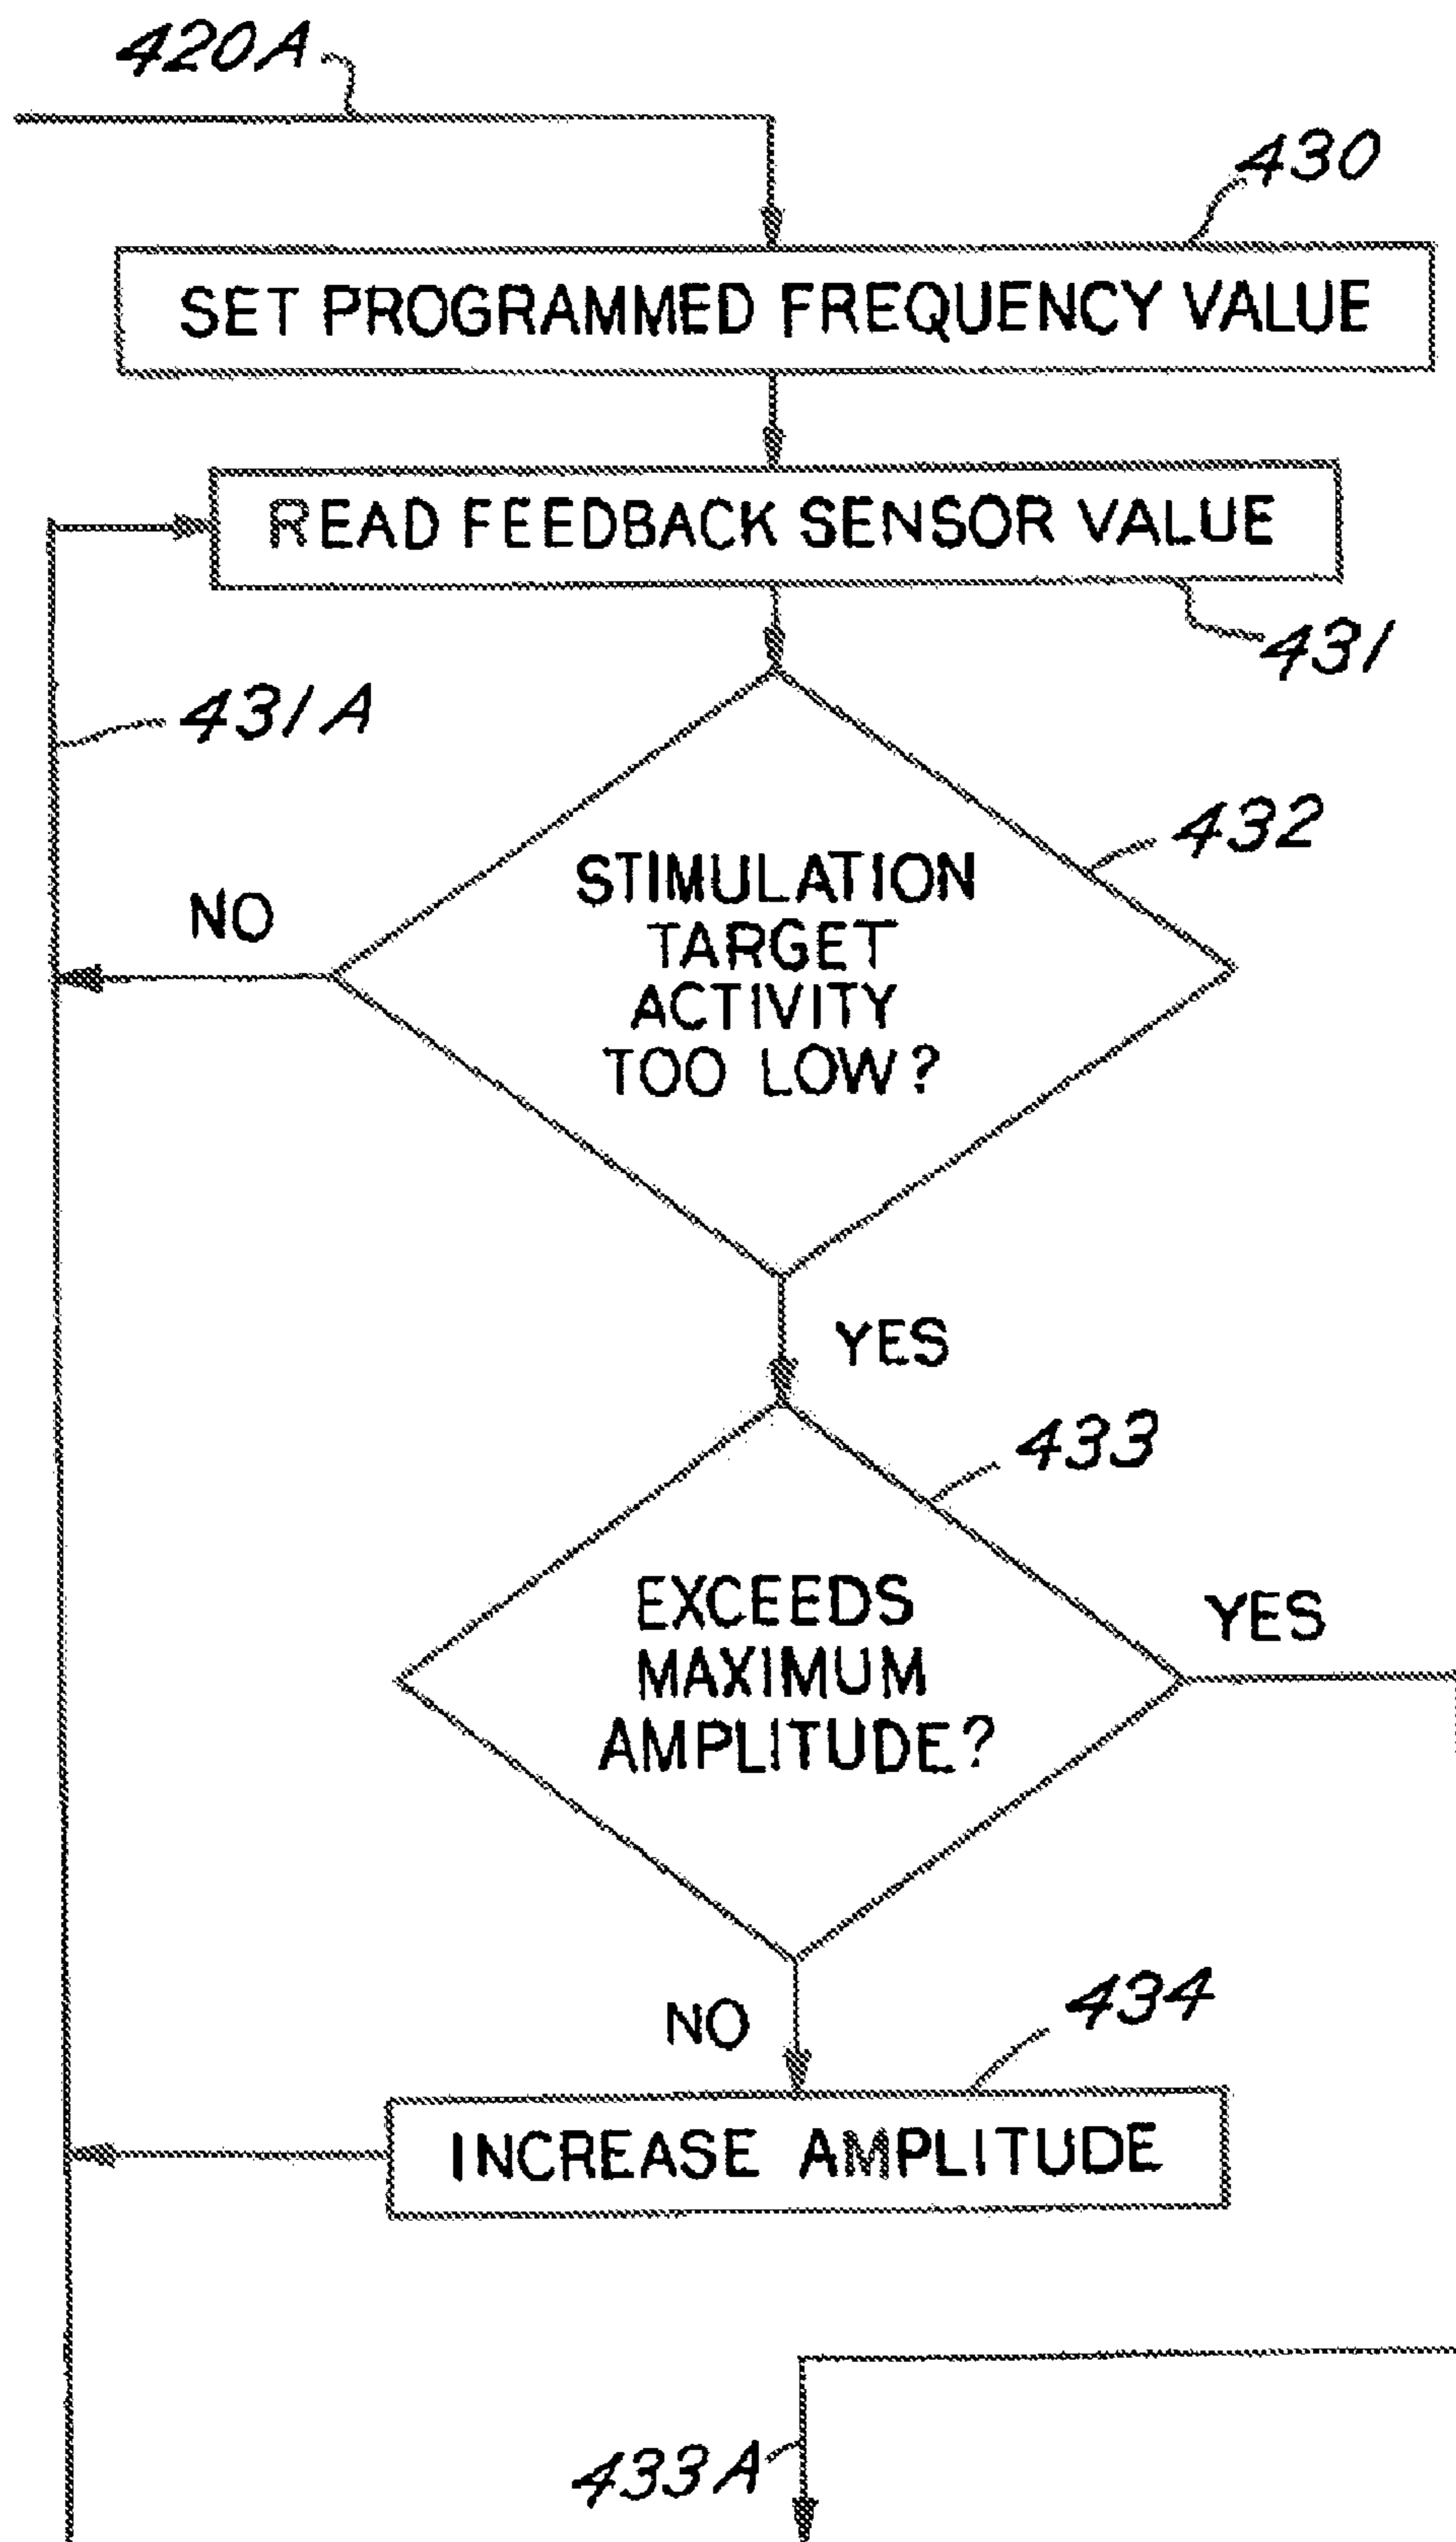 420A
430
SET PROGRAMMED FREQUENCY VALUE
READ FEEDBACK SENSOR VALUE
431
431A
432
STIMULATION
TARGET
ACTIVITY
TOO LOW?
NO
YES
433
EXCEEDS
MAXIMUM
AMPLITUDE?
YES
NO
434
INCREASE AMPLITUDE
433A